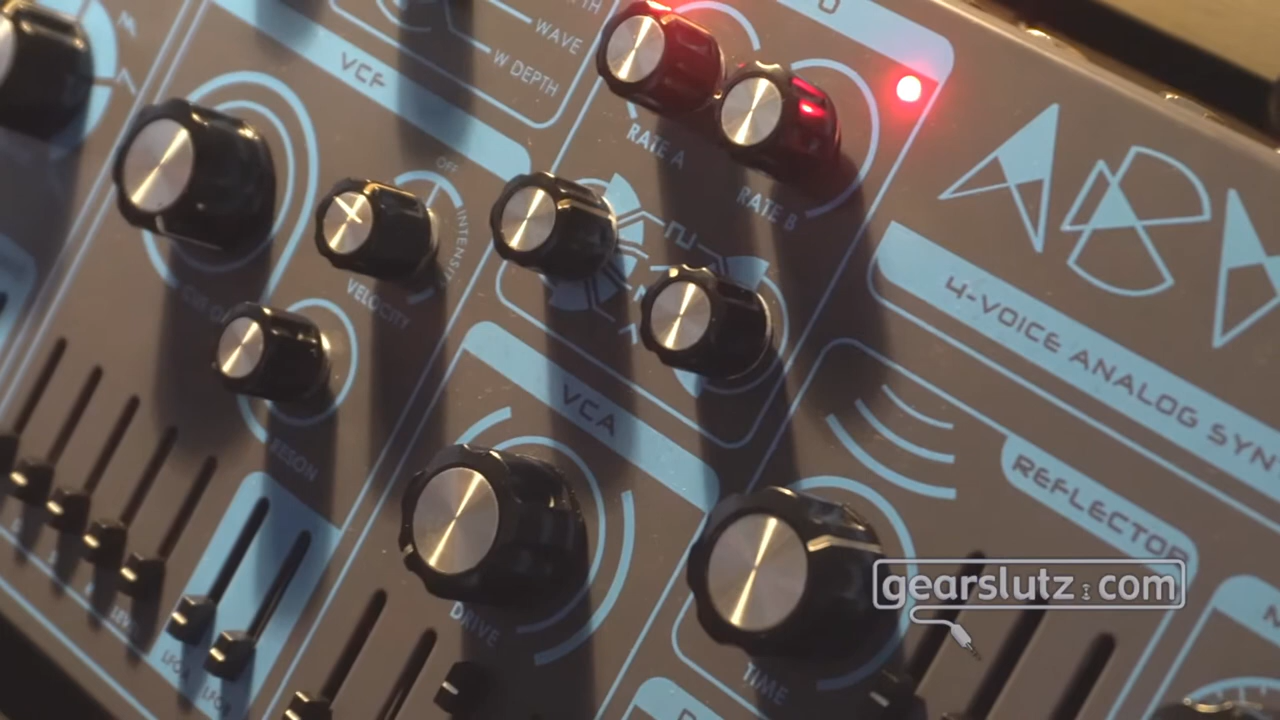 WAVE
W DEPTH
VCF
RATE A
RATE B
OFF
INTENSITY
VELOCITY
4-VOICE ANALOG SYN
VCA
RESON
REFLECTOR
DRIVE
TIME
gearslutz.com